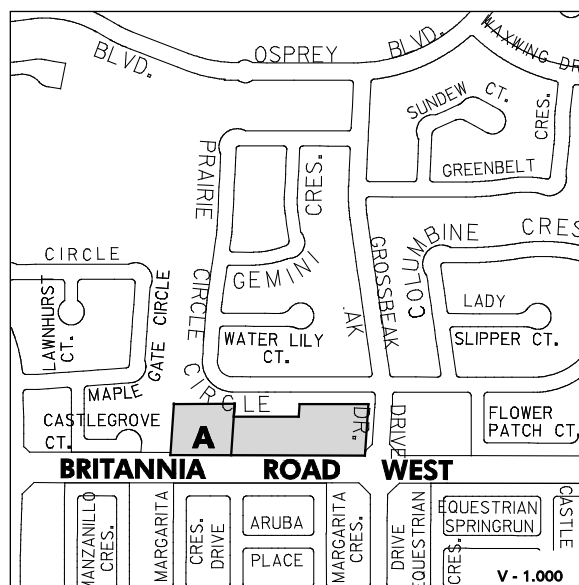 BLVD.
OSPREY
BLVD.
WAXWING DR
SUNDEW CT.
CRES.
GREENBELT
PRAIRIE
CIRCLE
CRES.
GEMINI
GROSSBEAK
COLUMBINE CRES
CIRCLE
LAWNHURST
CT.
GATE CIRCLE
MAPLE
WATER LILY
CT.
AK
DR.
LADY
SLIPPER CT.
CIRCLE
CASTLEGROVE
CT.
A
DRIVE
FLOWER
PATCH CT.
BRITANNIA ROAD WEST
MANZANILLO
CRES.
MARGARITA
CRES.
DRIVE
ARUBA
PLACE
MARGARITA
CRES.
DRIVE
EQUESTRIAN
EQUESTRIAN
SPRINGRUN
CRES.
CASTLE
V - 1.000